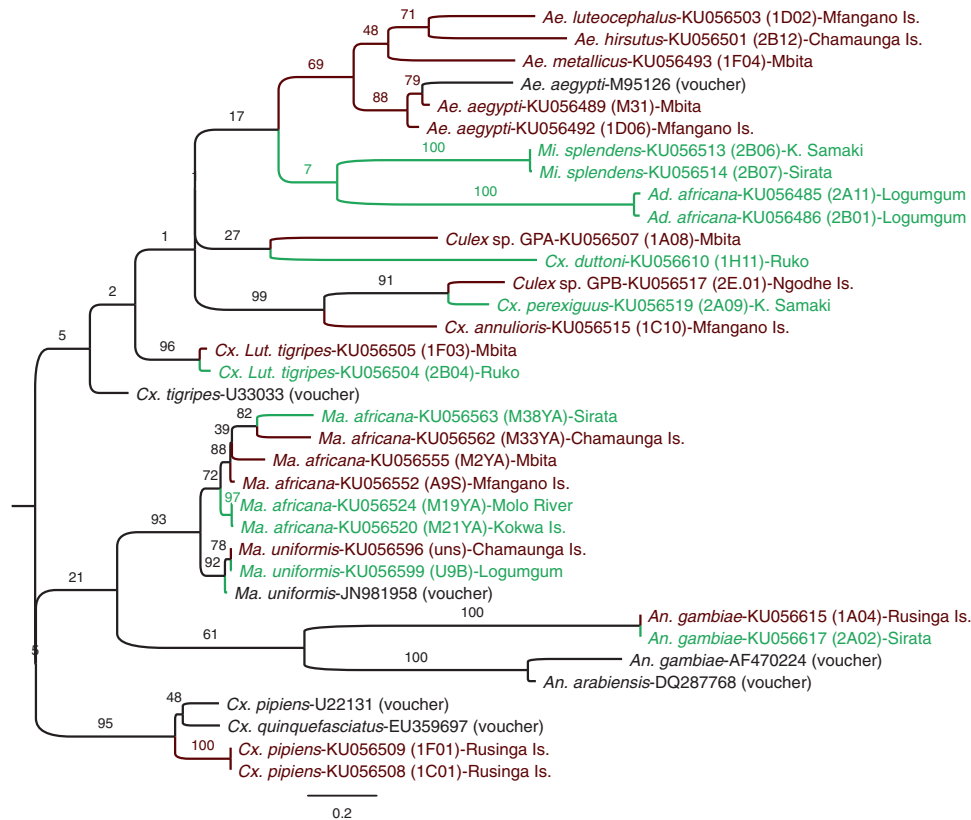 71
Ae. luteocephalus-KU056503 (1D02)-Mfangano Is.
48
Ae. hirsutus-KU056501 (2B12)-Chamaunga Is.
69
Ae. metallicus-KU056493 (1F04)-Mbita
79
Ae. aegypti-M95126 (voucher)
88
Ae. aegypti-KU056489 (M31)-Mbita
17
Ae. aegypti-KU056492 (1D06)-Mfangano Is.
100
Mi. splendens-KU056513 (2B06)-K. Samaki
7
Mi. splendens-KU056514 (2B07)-Sirata
100
Ad. africana-KU056485 (2A11)-Logumgum
Ad. africana-KU056486 (2B01)-Logumgum
1
27
Culex sp. GPA-KU056507 (1A08)-Mbita
Cx. duttoni-KU056610 (1H11)-Ruko
91
Culex sp. GPB-KU056517 (2E.01)-Ngodhe Is.
2
99
Cx. perexiguus-KU056519 (2A09)-K. Samaki
Cx. annulioris-KU056515 (1C10)-Mfangano Is.
5
96
Cx. Lut. tigripes-KU056505 (1F03)-Mbita
Cx. Lut. tigripes-KU056504 (2B04)-Ruko
Cx. tigripes-U33033 (voucher)
82
Ma. africana-KU056563 (M38YA)-Sirata
39
Ma. africana-KU056562 (M33YA)-Chamaunga Is.
88
Ma. africana-KU056555 (M2YA)-Mbita
72
Ma. africana-KU056552 (A9S)-Mfangano Is.
97
Ma. africana-KU056524 (M19YA)-Molo River
93
Ma. africana-KU056520 (M21YA)-Kokwa Is.
78
Ma. uniformis-KU056596 (uns)-Chamaunga Is.
92
Ma. uniformis-KU056599 (U9B)-Logumgum
21
Ma. uniformis-JN981958 (voucher)
100
An. gambiae-KU056615 (1A04)-Rusinga Is.
61
An. gambiae-KU056617 (2A02)-Sirata
5
100
An. gambiae-AF470224 (voucher)
An. arabiensis-DQ287768 (voucher)
48
Cx. pipiens-U22131 (voucher)
95
Cx. quinquefasciatus-EU359697 (voucher)
100
Cx. pipiens-KU056509 (1F01)-Rusinga Is.
Cx. pipiens-KU056508 (1C01)-Rusinga Is.
0.2